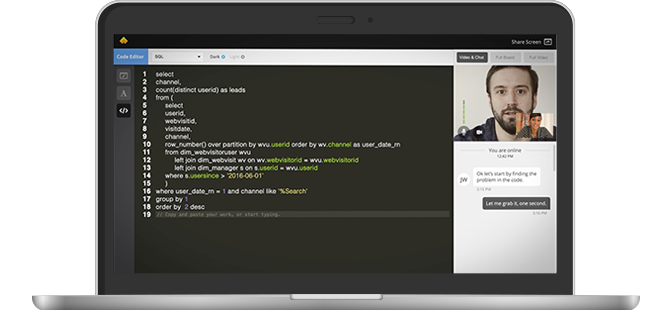 Share Screen
Code Editor
SQL
Dark
Light
Video & Chat
Full Board
Full Video
1 select
2 channel,
3 count(distinct userid) as leads
4 from (
5 select
6 userid,
7 webvisitid,
8 visitdate,
9 channel,
10 row_number() over partition by wvu.userid order by wv.channel as user_date_rn
11 from dim_webvisitoruser wvu
12 left join dim_webvisit wv on wv.webvisitorid = wvu.webvisitorid
13 left join dim_manager s on s.userid = wvu.userid
14 where s.usersince > '2016-06-01'
15 )
16 where user_date_rn = 1 and channel like '%Search'
17 group by 1
18 order by 2 desc
19 // Copy and paste your work, or start typing.
A
</>
You are online
12:42 PM
JW
Ok let's start by finding the problem in the code.
3:15 PM
Let me grab it, one second.
3:16 PM